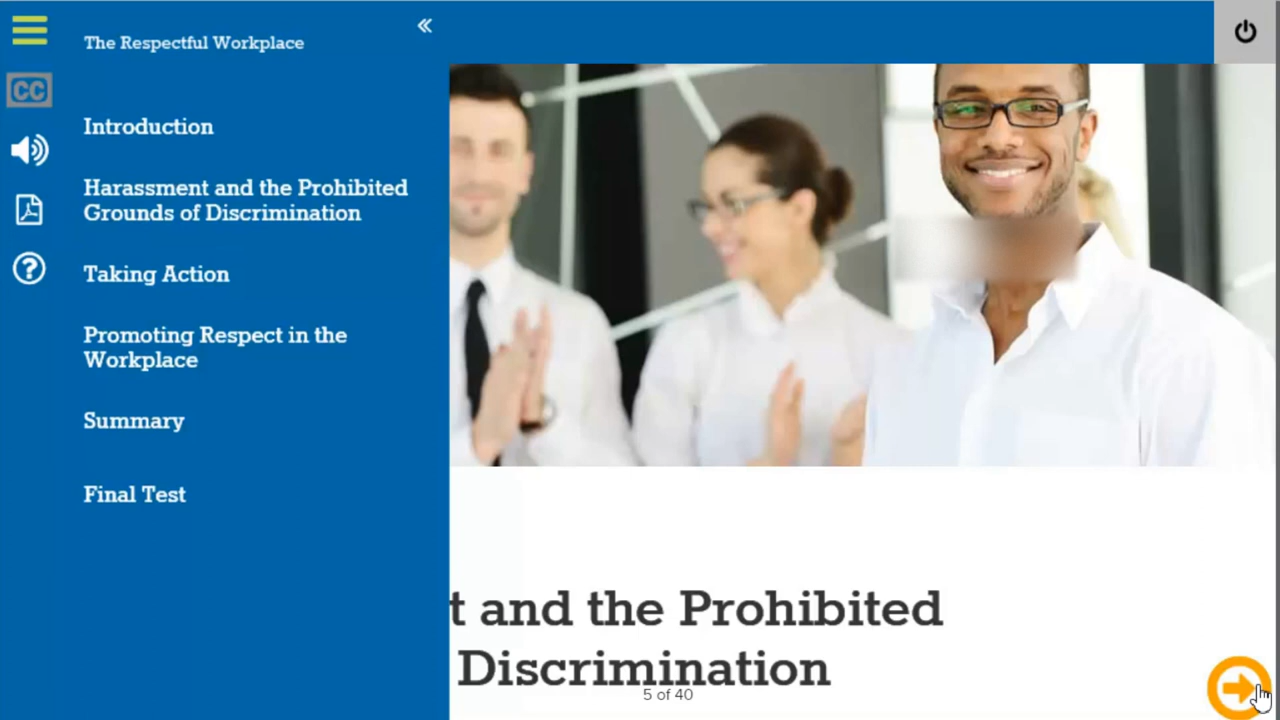 The Respectful Workplace
CC
Introduction
Harassment and the Prohibited
Grounds of Discrimination
Taking Action
Promoting Respect in the
Workplace
Summary
Final Test
t and the Prohibited
Discrimination
5 of 40